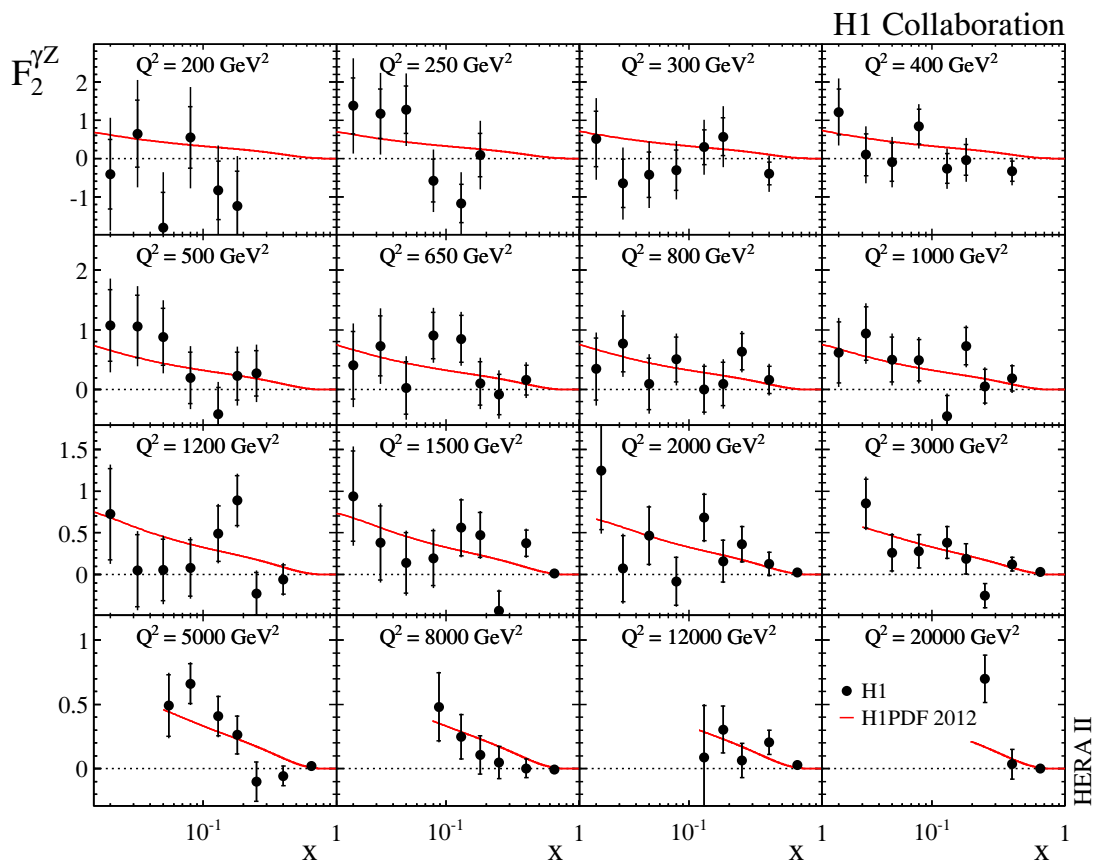 H1 Collaboration
F₂^γZ
Q² = 200 GeV² Q² = 250 GeV² Q² = 300 GeV² Q² = 400 GeV²
2
1
0
-1
Q² = 500 GeV² Q² = 650 GeV² Q² = 800 GeV² Q² = 1000 GeV²
2
1
0
Q² = 1200 GeV² Q² = 1500 GeV² Q² = 2000 GeV² Q² = 3000 GeV²
1.5
1
0.5
0
Q² = 5000 GeV² Q² = 8000 GeV² Q² = 12000 GeV² Q² = 20000 GeV²
1
0.5
0
H1
H1PDF 2012
10⁻¹ 1 10⁻¹ 1 10⁻¹ 1 10⁻¹ 1
x x x x
HERA II